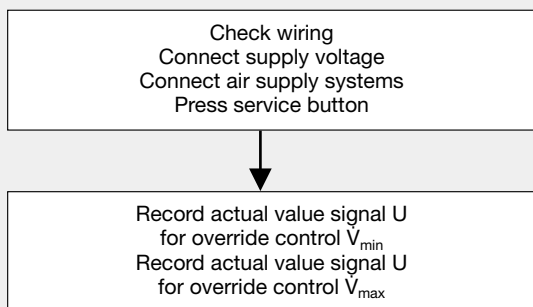 Check wiring
Connect supply voltage
Connect air supply systems
Press service button
Record actual value signal U
for override control V̇min
Record actual value signal U
for override control V̇max